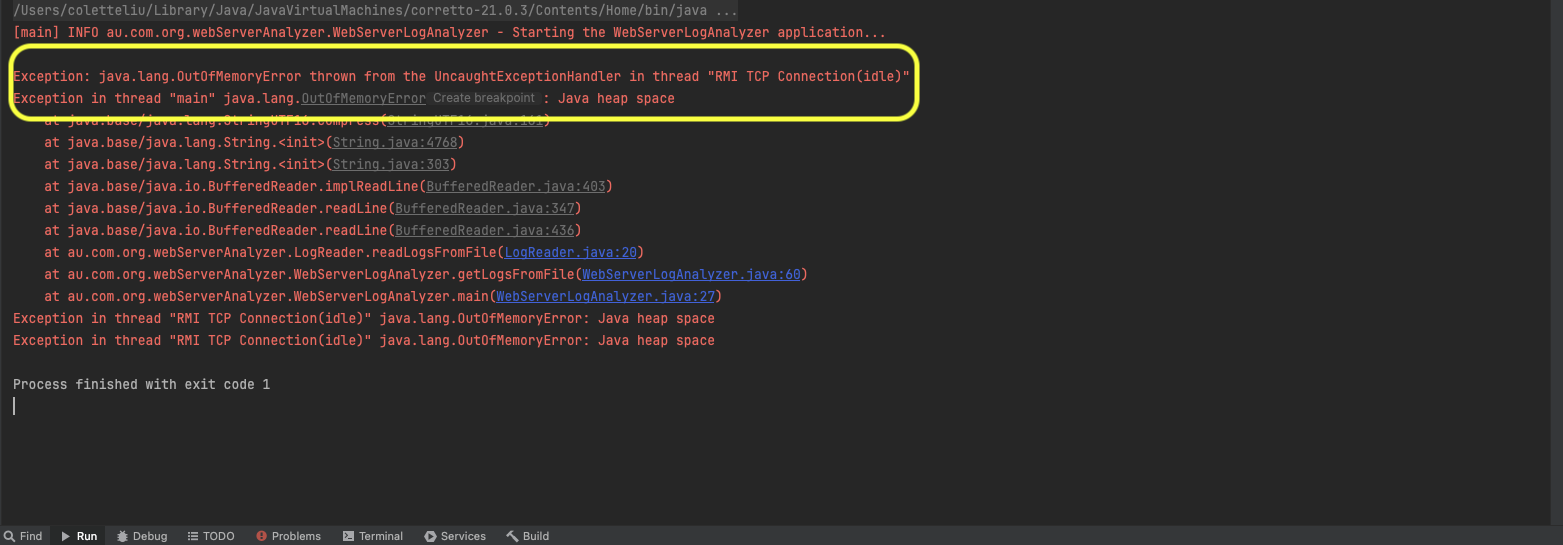 /Users/coletteliu/Library/Java/JavaVirtualMachines/corretto-21.0.3/Contents/Home/bin/java ...
[main] INFO au.com.org.webServerAnalyzer.WebServerLogAnalyzer - Starting the WebServerLogAnalyzer application...
Exception: java.lang.OutOfMemoryError thrown from the UncaughtExceptionHandler in thread "RMI TCP Connection(idle)"
Exception in thread "main" java.lang.OutOfMemoryError Create breakpoint : Java heap space
at java.base/java.lang.StringUTF16.compress(StringUTF16.java:161)
at java.base/java.lang.String.<init>(String.java:4768)
at java.base/java.lang.String.<init>(String.java:303)
at java.base/java.io.BufferedReader.implReadLine(BufferedReader.java:403)
at java.base/java.io.BufferedReader.readLine(BufferedReader.java:347)
at java.base/java.io.BufferedReader.readLine(BufferedReader.java:436)
at au.com.org.webServerAnalyzer.LogReader.readLogsFromFile(LogReader.java:20)
at au.com.org.webServerAnalyzer.WebServerLogAnalyzer.getLogsFromFile(WebServerLogAnalyzer.java:60)
at au.com.org.webServerAnalyzer.WebServerLogAnalyzer.main(WebServerLogAnalyzer.java:27)
Exception in thread "RMI TCP Connection(idle)" java.lang.OutOfMemoryError: Java heap space
Exception in thread "RMI TCP Connection(idle)" java.lang.OutOfMemoryError: Java heap space
Process finished with exit code 1
Find Run Debug TODO Problems Terminal Services Build